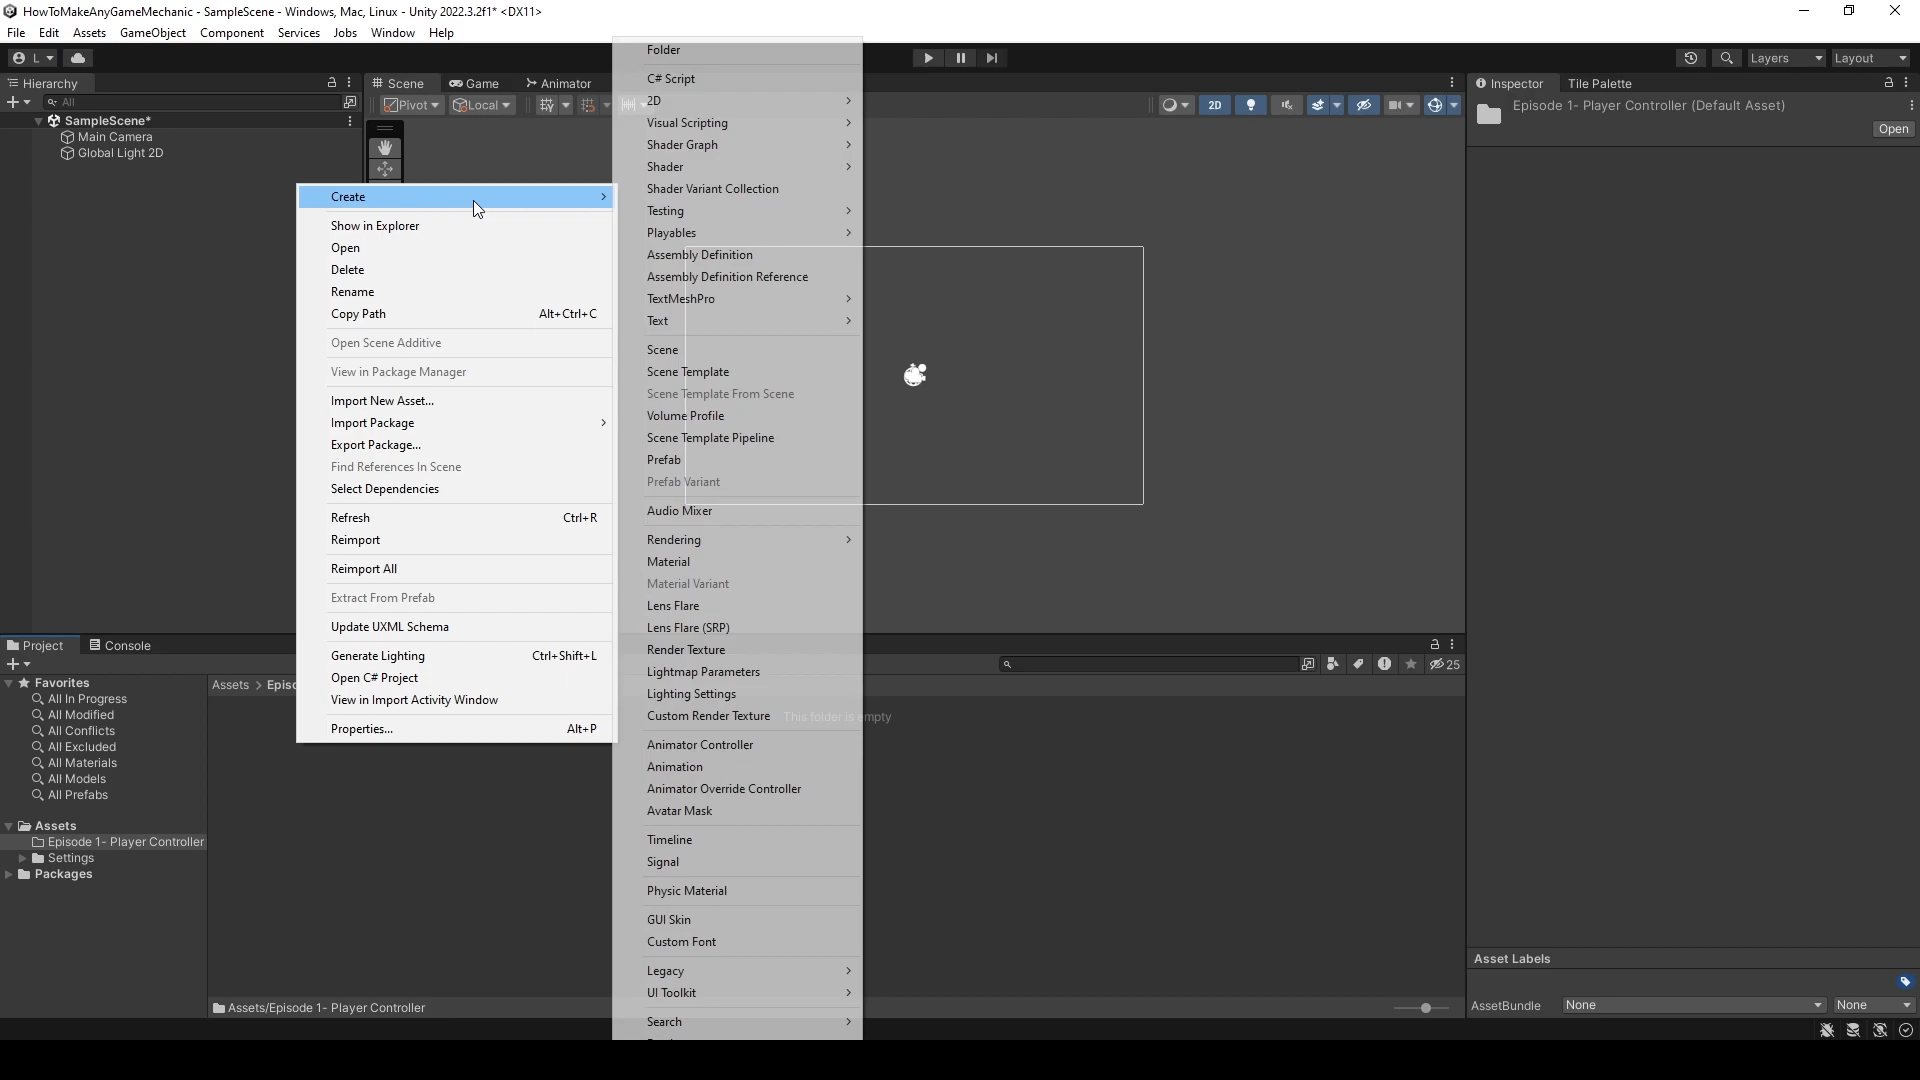 HowToMakeAnyGameMechanic - SampleScene - Windows, Mac, Linux - Unity 2022.3.2f1* <DX11>
File Edit Assets GameObject Component Services Jobs Window Help
L Layers Layout
Hierarchy
All
SampleScene*
Main Camera
Global Light 2D
Scene Game Animator
Pivot Local 2D
Create
Show in Explorer
Open
Delete
Rename
Copy Path Alt+Ctrl+C
Open Scene Additive
View in Package Manager
Import New Asset...
Import Package
Export Package...
Find References In Scene
Select Dependencies
Refresh Ctrl+R
Reimport
Reimport All
Extract From Prefab
Update UXML Schema
Generate Lighting Ctrl+Shift+L
Open C# Project
View in Import Activity Window
Properties... Alt+P
Folder
C# Script
2D
Visual Scripting
Shader Graph
Shader
Shader Variant Collection
Testing
Playables
Assembly Definition
Assembly Definition Reference
TextMeshPro
Text
Scene
Scene Template
Scene Template From Scene
Volume Profile
Scene Template Pipeline
Prefab
Prefab Variant
Audio Mixer
Rendering
Material
Material Variant
Lens Flare
Lens Flare (SRP)
Render Texture
Lightmap Parameters
Lighting Settings
Custom Render Texture
Animator Controller
Animation
Animator Override Controller
Avatar Mask
Timeline
Signal
Physic Material
GUI Skin
Custom Font
Legacy
UI Toolkit
Search
Inspector Tile Palette
Episode 1- Player Controller (Default Asset)
Open
Project Console
25
Favorites
All In Progress
All Modified
All Conflicts
All Excluded
All Materials
All Models
All Prefabs
Assets
Episode 1- Player Controller
Settings
Packages
Assets > Episo
This folder is empty
Assets/Episode 1- Player Controller
Asset Labels
AssetBundle None None